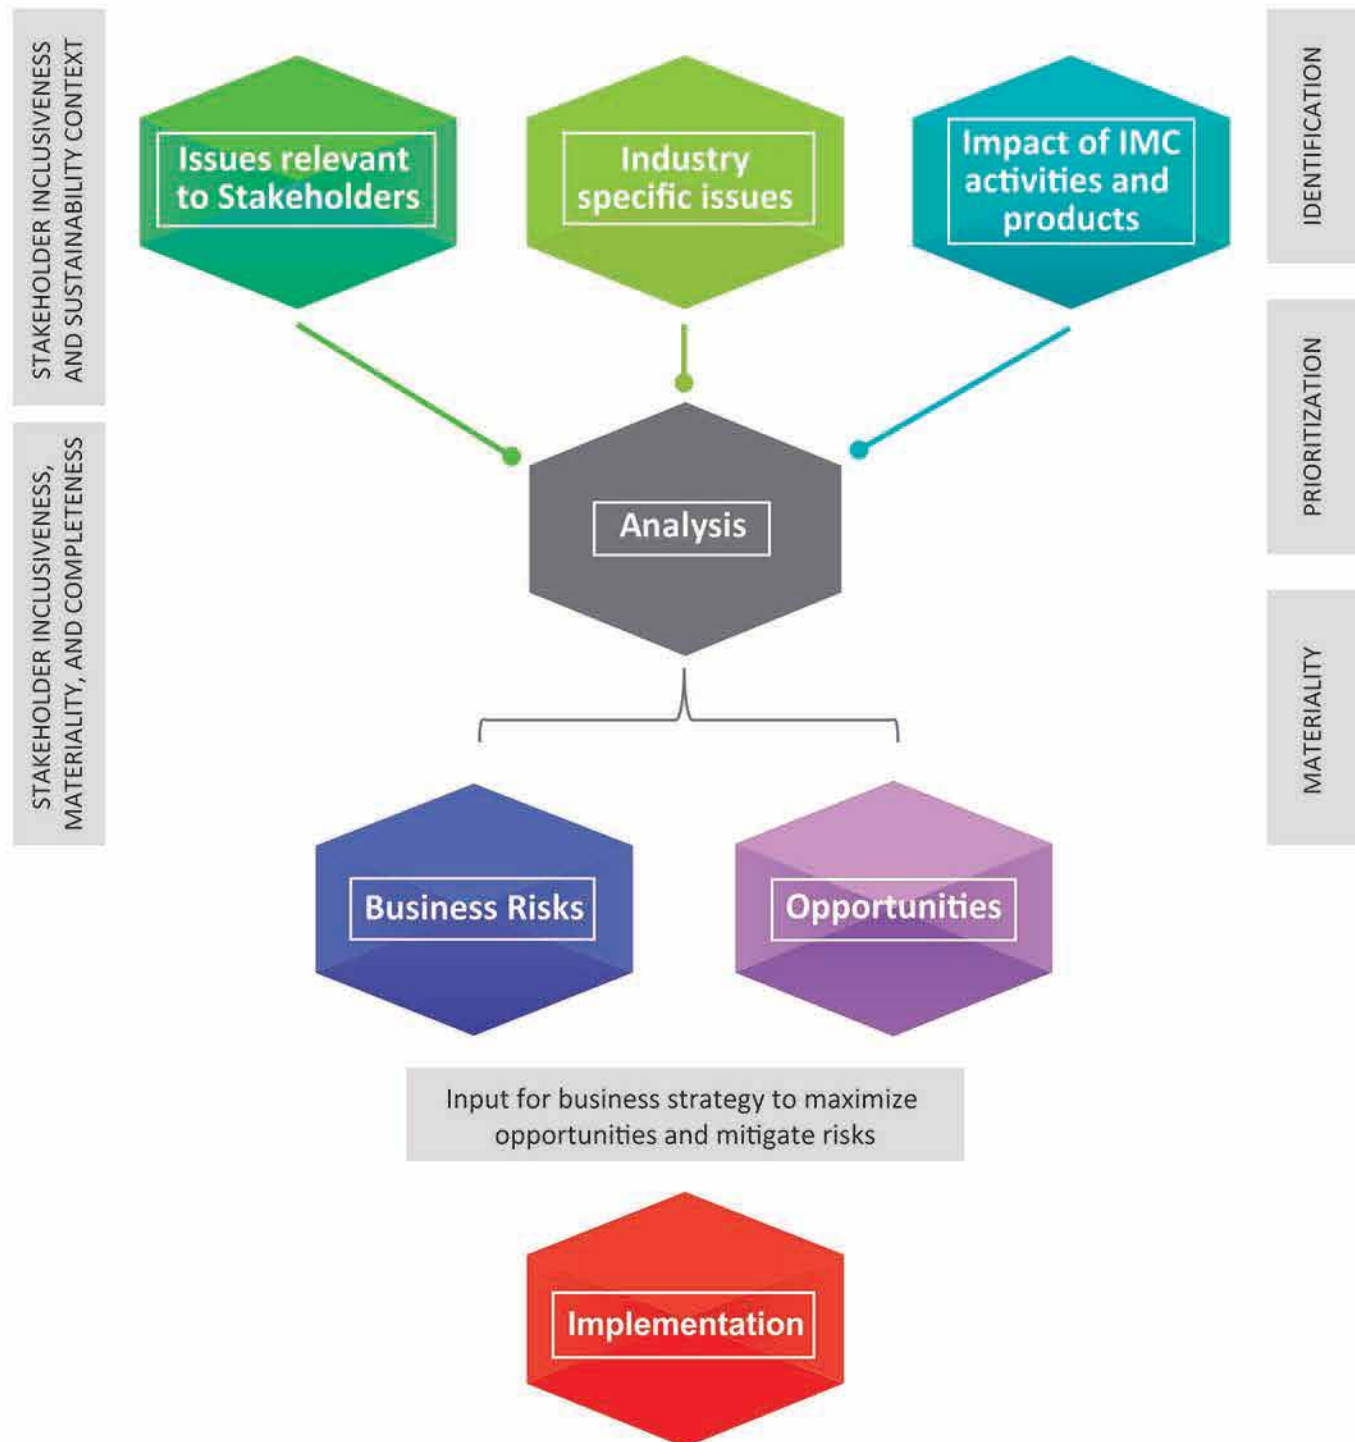 STAKEHOLDER INCLUSIVENESS
AND SUSTAINABILITY CONTEXT
Issues relevant
to Stakeholders
Industry
specific issues
Impact of IMC
activities and
products
IDENTIFICATION
STAKEHOLDER INCLUSIVENESS,
MATERIALITY, AND COMPLETENESS
Analysis
PRIORITIZATION
MATERIALITY
Business Risks
Opportunities
Input for business strategy to maximize
opportunities and mitigate risks
Implementation